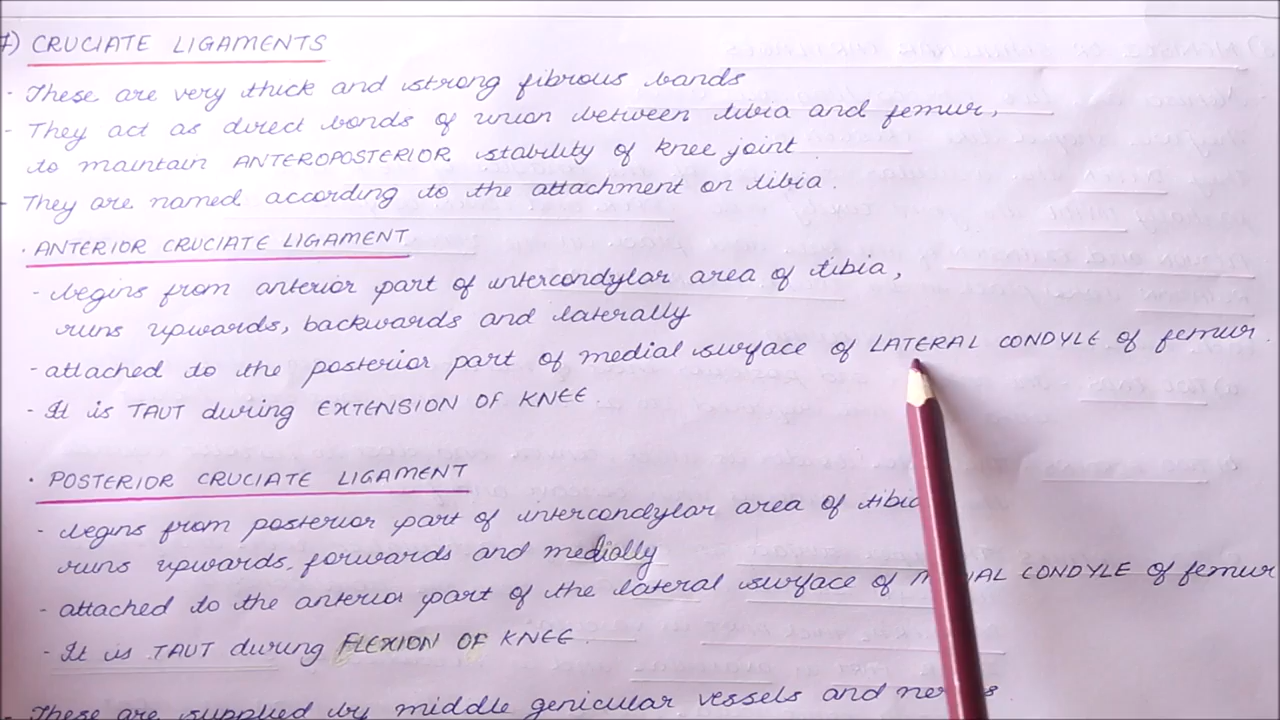 7) CRUCIATE LIGAMENTS
- These are very thick and strong fibrous bands
- They act as direct bonds of union between tibia and femur,
to maintain ANTEROPOSTERIOR stability of knee joint
- They are named according to the attachment on tibia.
· ANTERIOR CRUCIATE LIGAMENT
- begins from anterior part of intercondylar area of tibia,
runs upwards, backwards and laterally
- attached to the posterior part of medial surface of LATERAL CONDYLE of femur.
- It is TAUT during EXTENSION OF KNEE.
· POSTERIOR CRUCIATE LIGAMENT
- begins from posterior part of intercondylar area of tibia
runs upwards, forwards and medially
- attached to the anterior part of the lateral surface of CONDYLE of femur
- It is TAUT during FLEXION OF KNEE.
- These are supplied by middle genicular vessels and